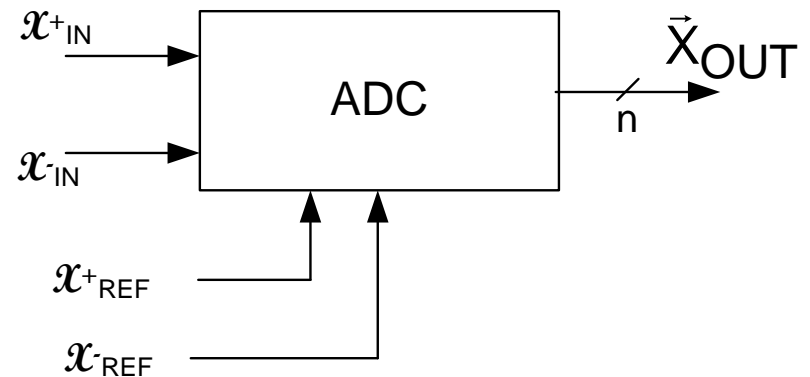 𝓧⁺IN
ADC
X⃗OUT
n
𝓧⁻IN
𝓧⁺REF
𝓧⁻REF